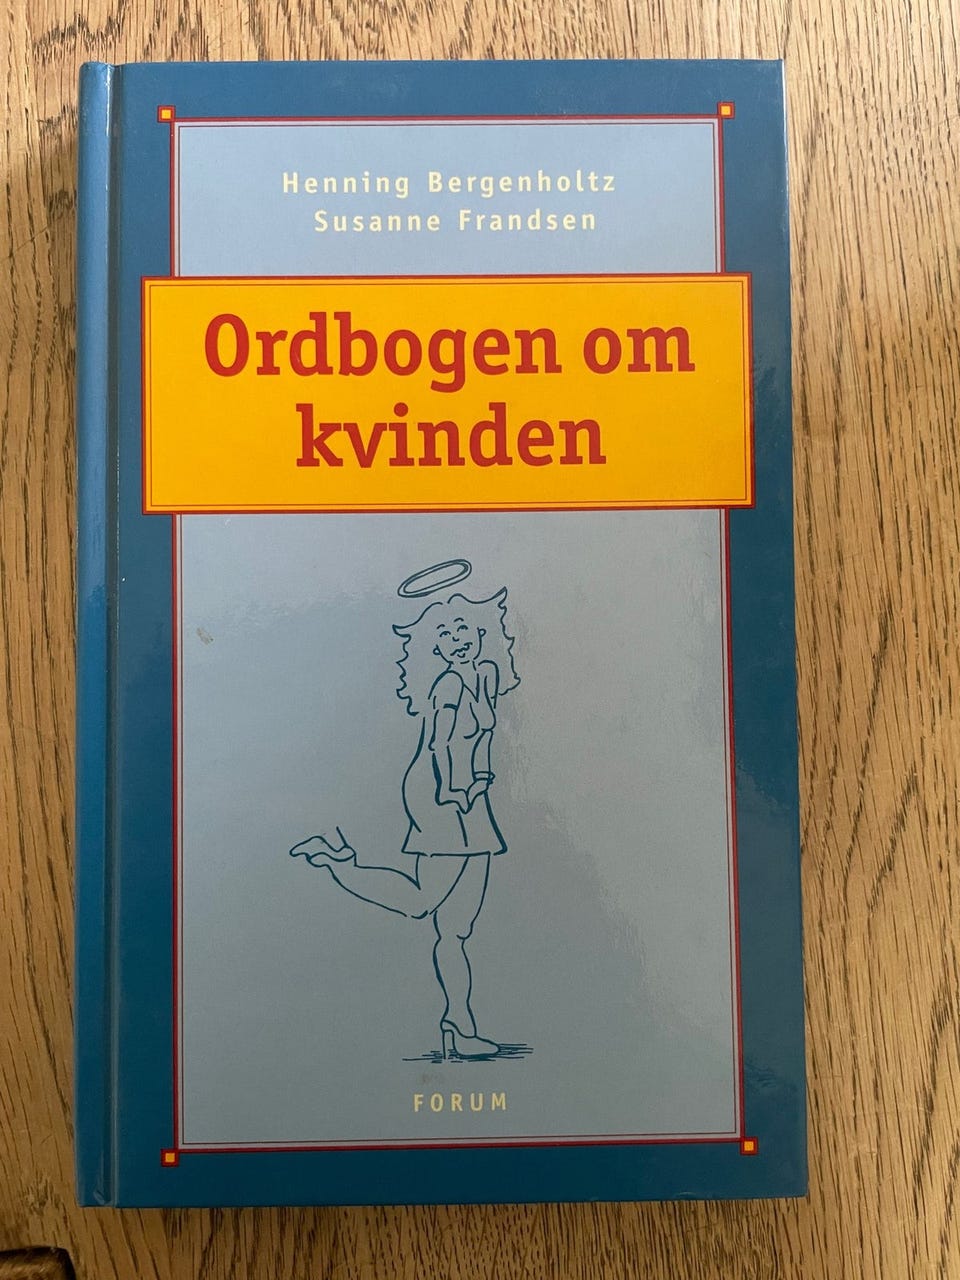 Henning Bergenholtz
Susanne Frandsen
Ordbogen om
kvinden
FORUM